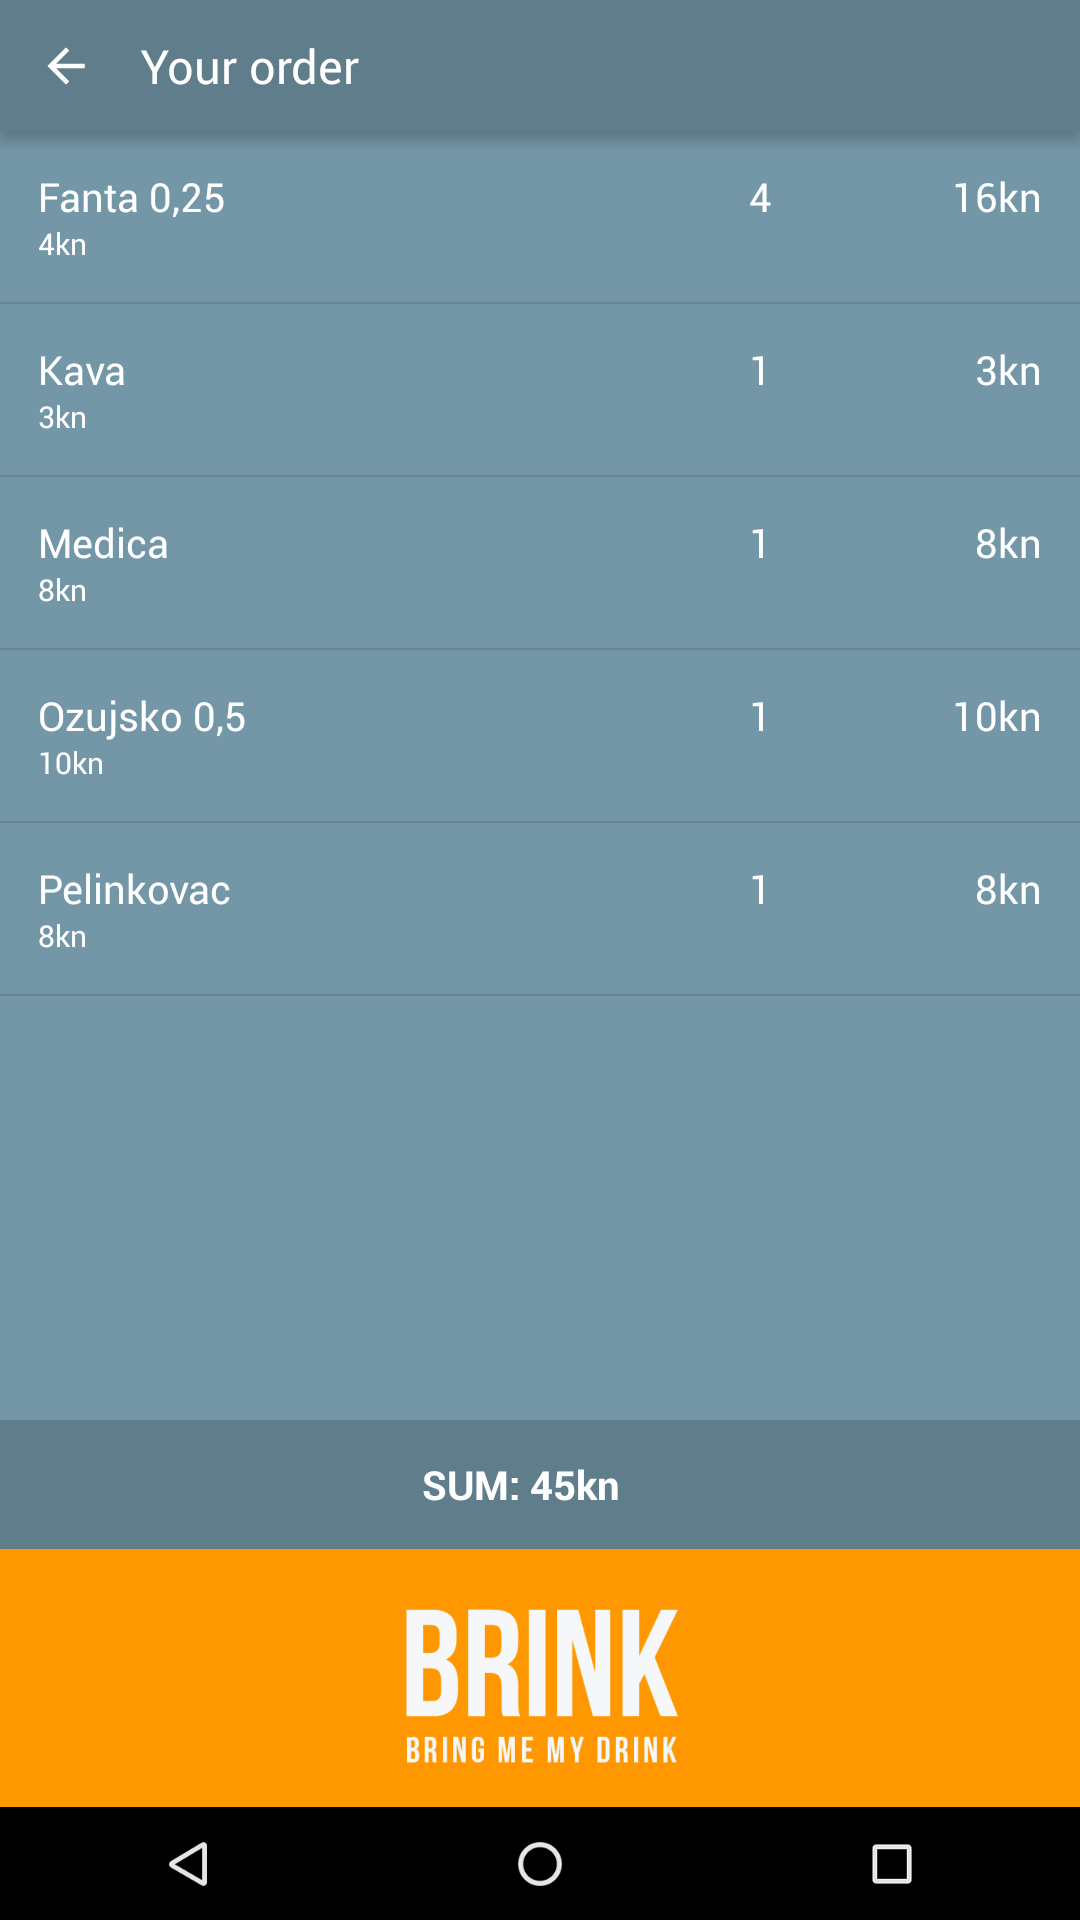 Your order
Fanta 0,25 4 16kn
4kn
Kava 1 3kn
3kn
Medica 1 8kn
8kn
Ozujsko 0,5 1 10kn
10kn
Pelinkovac 1 8kn
8kn
SUM: 45kn
BRINK
BRING ME MY DRINK